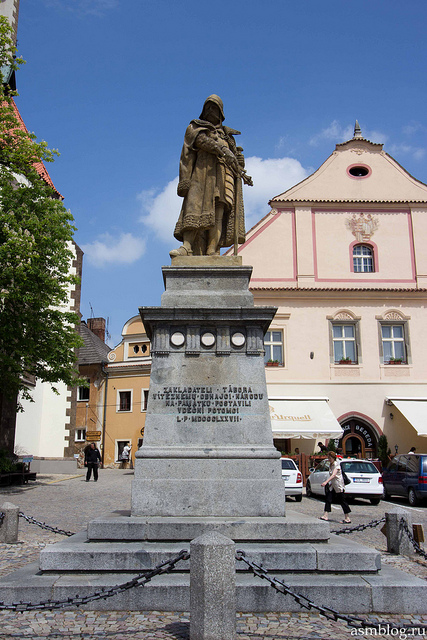 ZAKLADATELI · TÁBORA
VÍTĚZNÉMU · OBHÁJCI · NÁRODU
NA · PAMÁTKU · POSTAVILI
VDĚČNÍ POTOMCI
L · P · MDCCCLXXVII ·
asmblog.ru